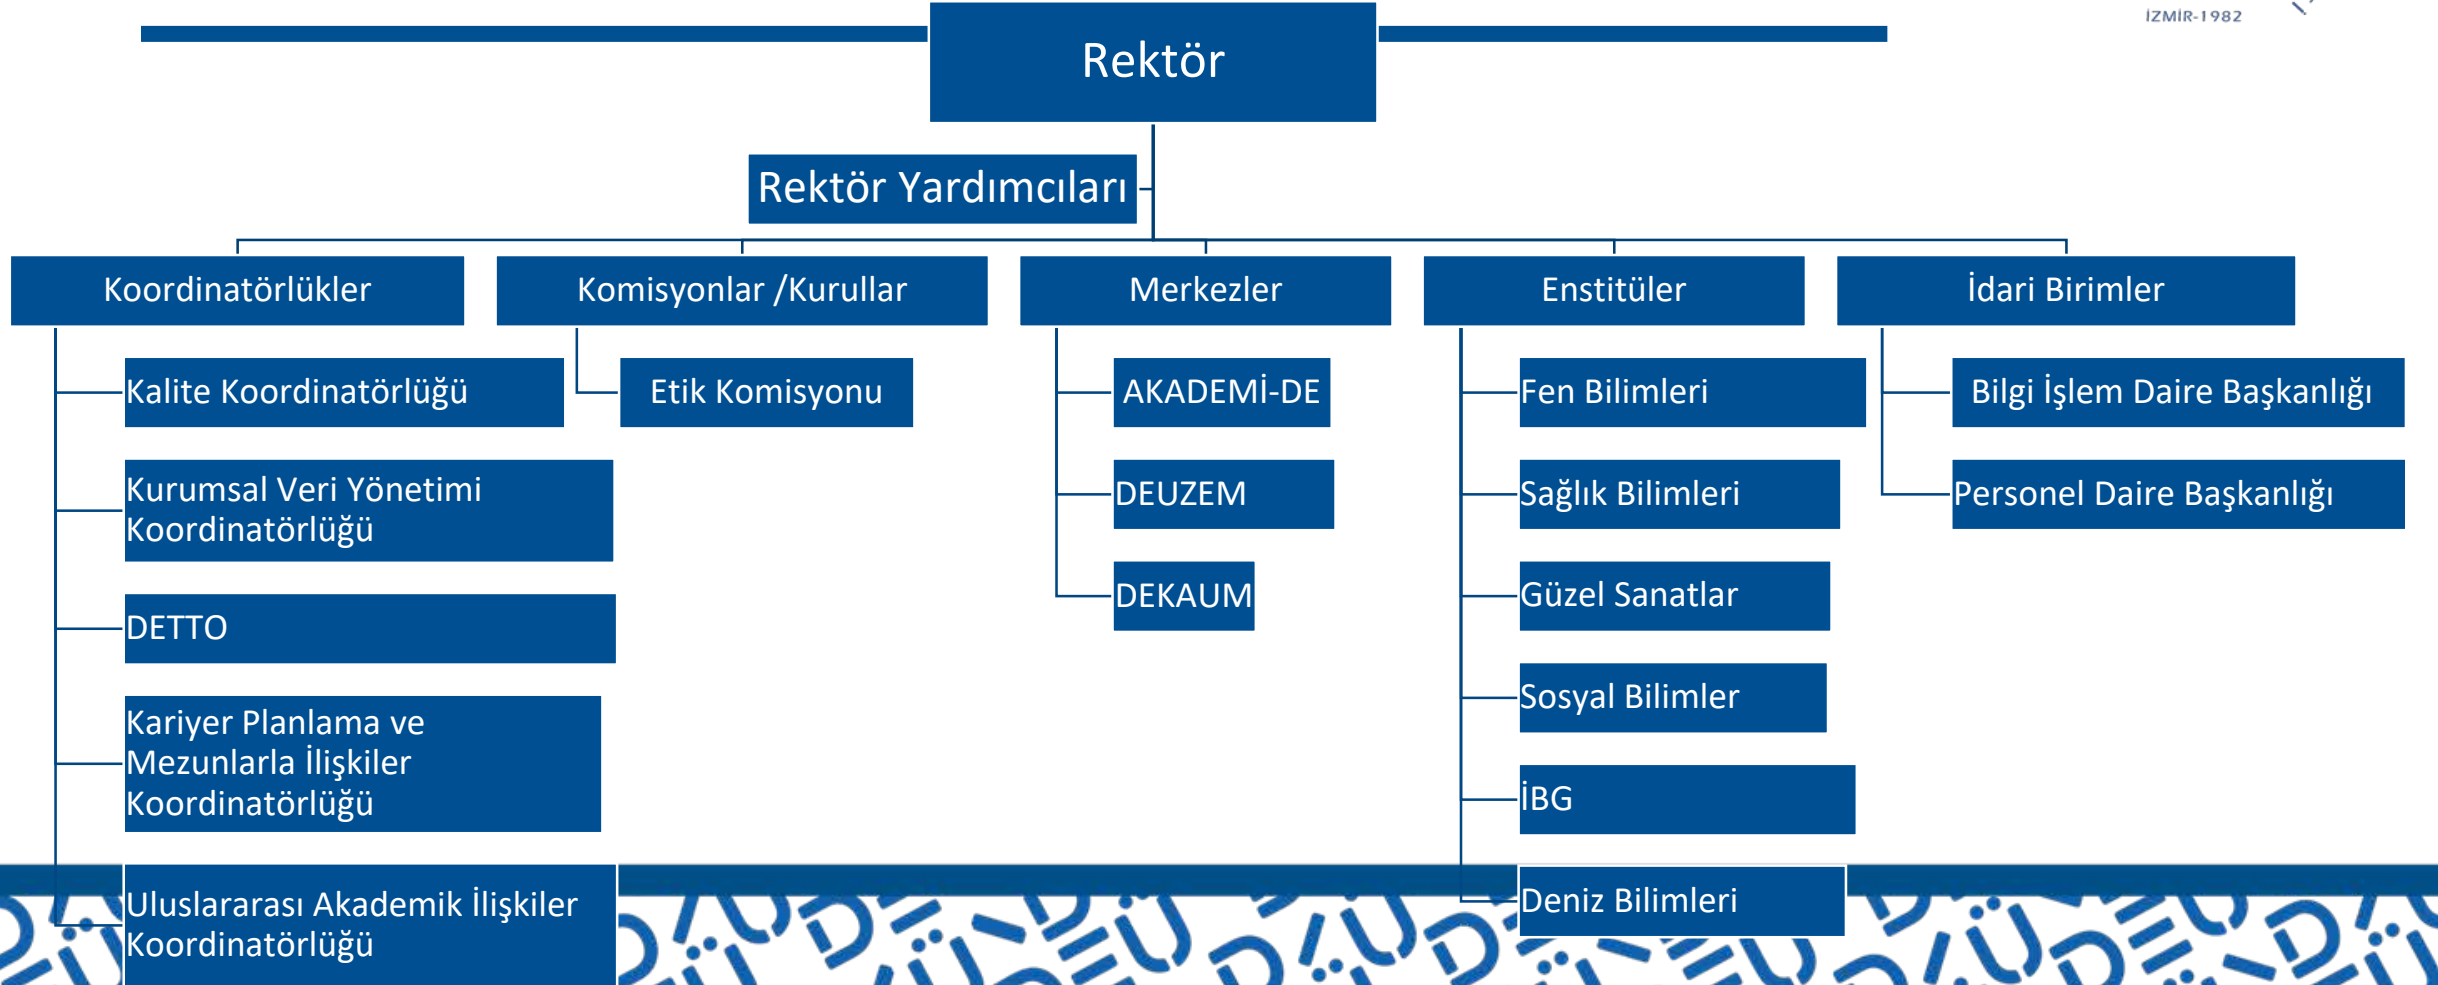 İZMİR-1982
Rektör
Rektör Yardımcıları
Koordinatörlükler
Kalite Koordinatörlüğü
Kurumsal Veri Yönetimi
Koordinatörlüğü
DETTO
Kariyer Planlama ve
Mezunlarla İlişkiler
Koordinatörlüğü
Uluslararası Akademik İlişkiler
Koordinatörlüğü
Komisyonlar /Kurullar
Etik Komisyonu
Merkezler
AKADEMİ-DE
DEUZEM
DEKAUM
Enstitüler
Fen Bilimleri
Sağlık Bilimleri
Güzel Sanatlar
Sosyal Bilimler
İBG
Deniz Bilimleri
İdari Birimler
Bilgi İşlem Daire Başkanlığı
Personel Daire Başkanlığı